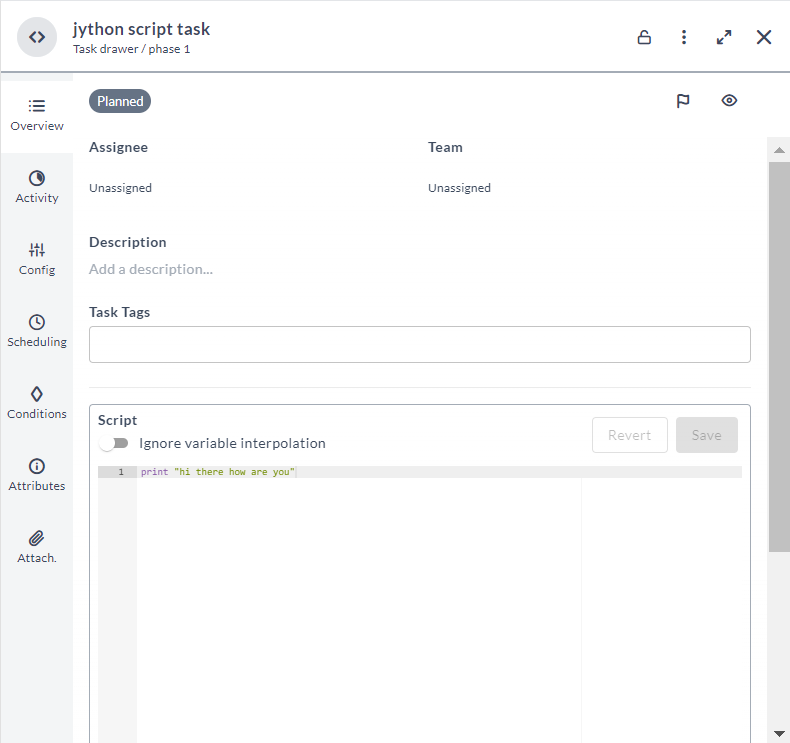 jython script task
Task drawer / phase 1
Planned
Overview
Assignee
Team
Unassigned
Unassigned
Activity
Description
Add a description...
Config
Task Tags
Scheduling
Conditions
Script
Ignore variable interpolation
Revert
Save
1 print "hi there how are you"
Attributes
Attach.